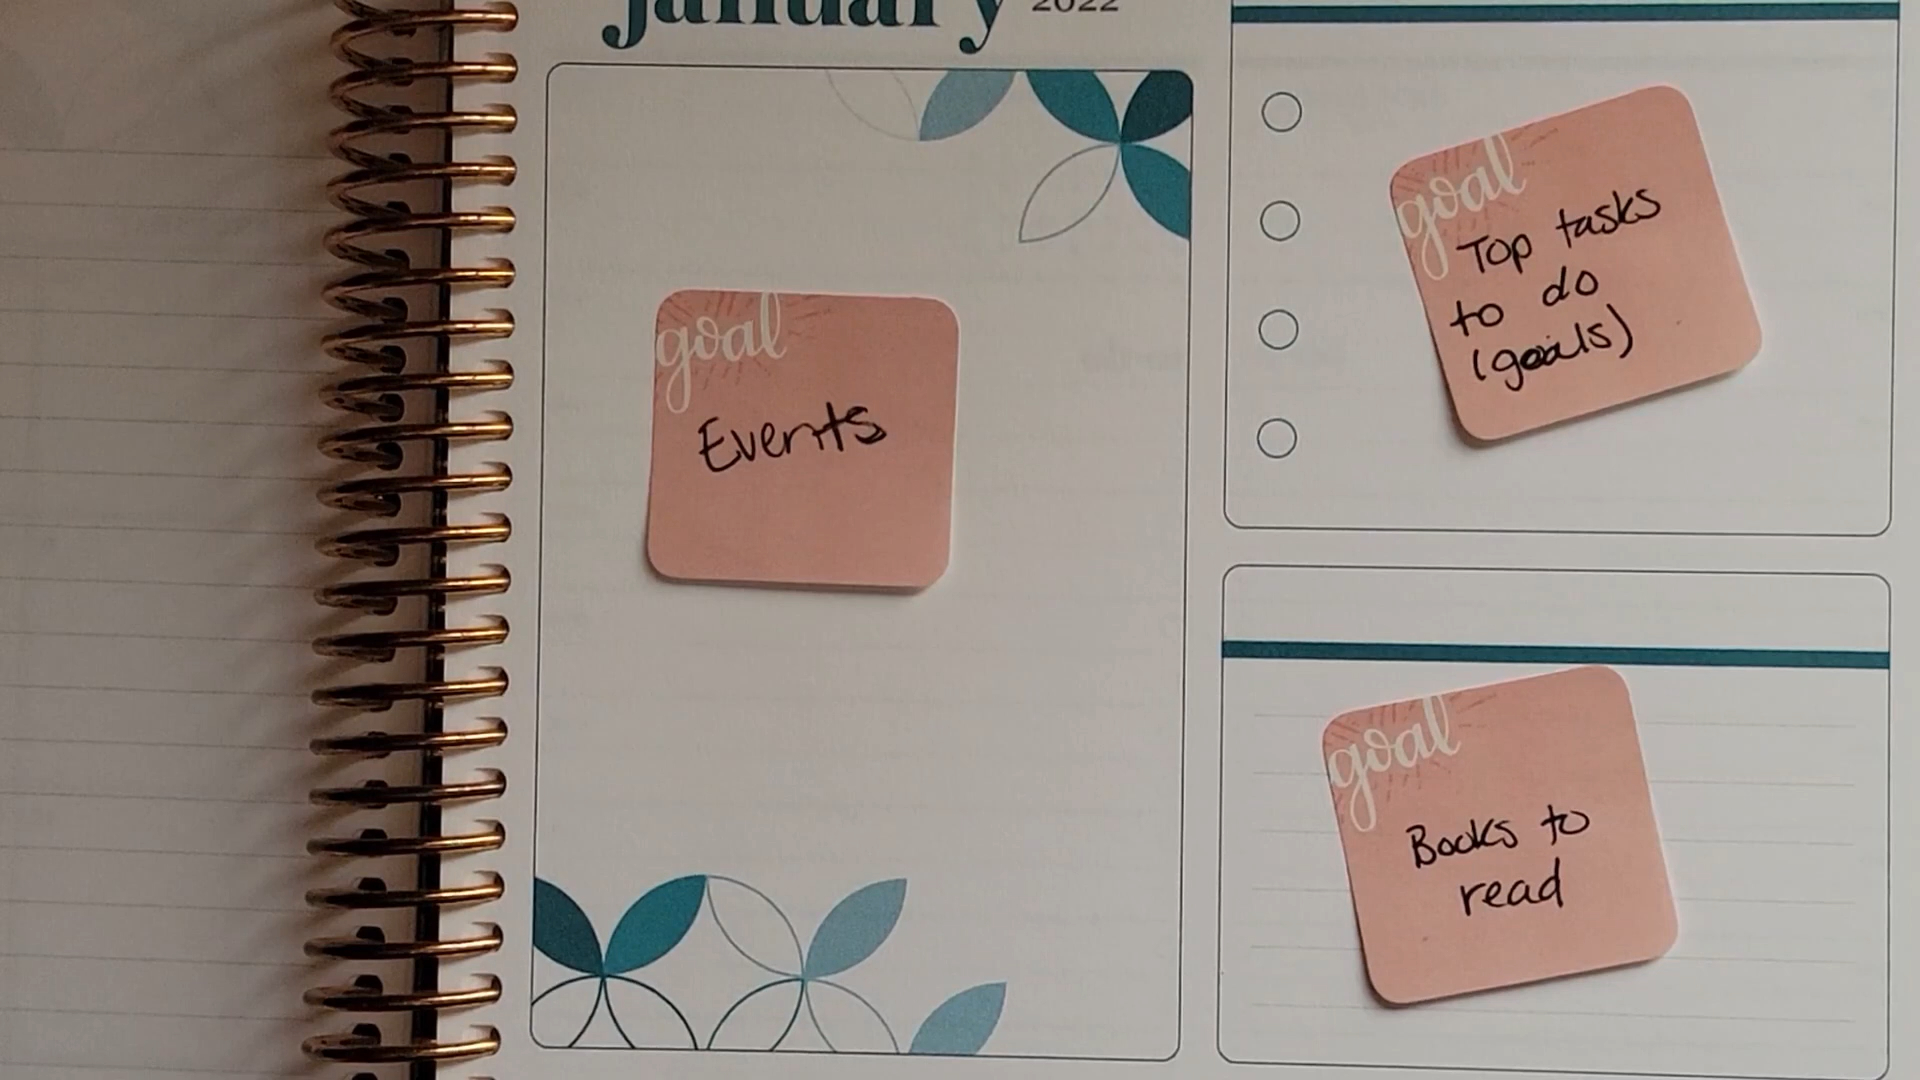 January 2022
goal
Events
goal
Top tasks
to do
(goals)
goal
Books to
read